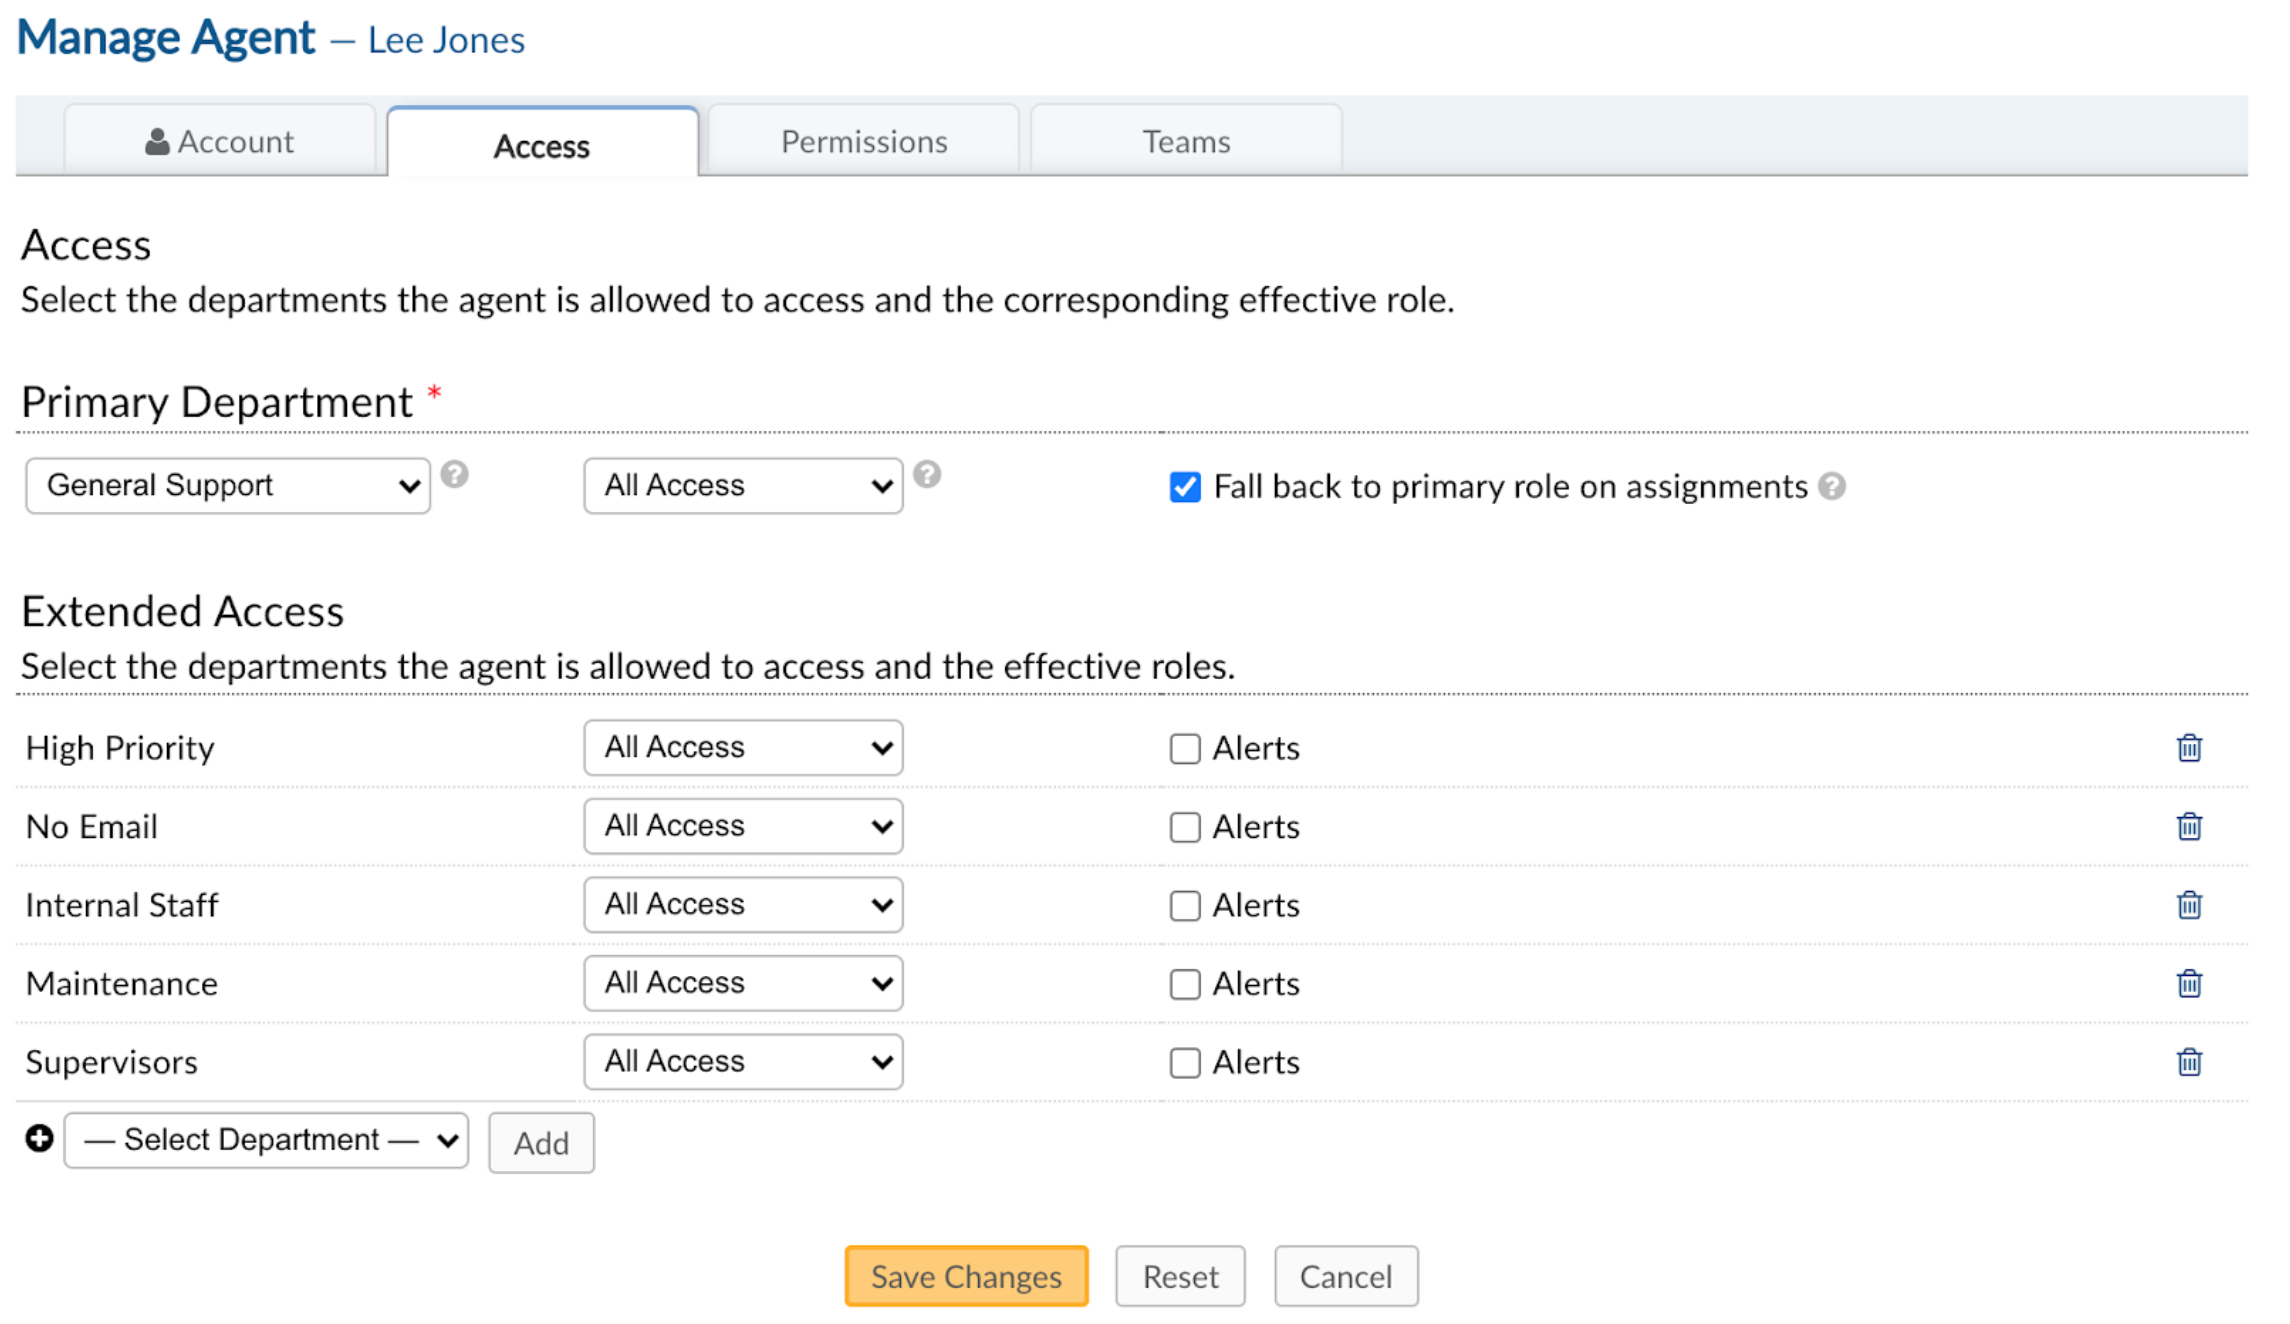 Manage Agent — Lee Jones
Account Access Permissions Teams
Access
Select the departments the agent is allowed to access and the corresponding effective role.
Primary Department *
General Support ? All Access ? Fall back to primary role on assignments ?
Extended Access
Select the departments the agent is allowed to access and the effective roles.
High Priority All Access Alerts
No Email All Access Alerts
Internal Staff All Access Alerts
Maintenance All Access Alerts
Supervisors All Access Alerts
— Select Department — Add
Save Changes Reset Cancel